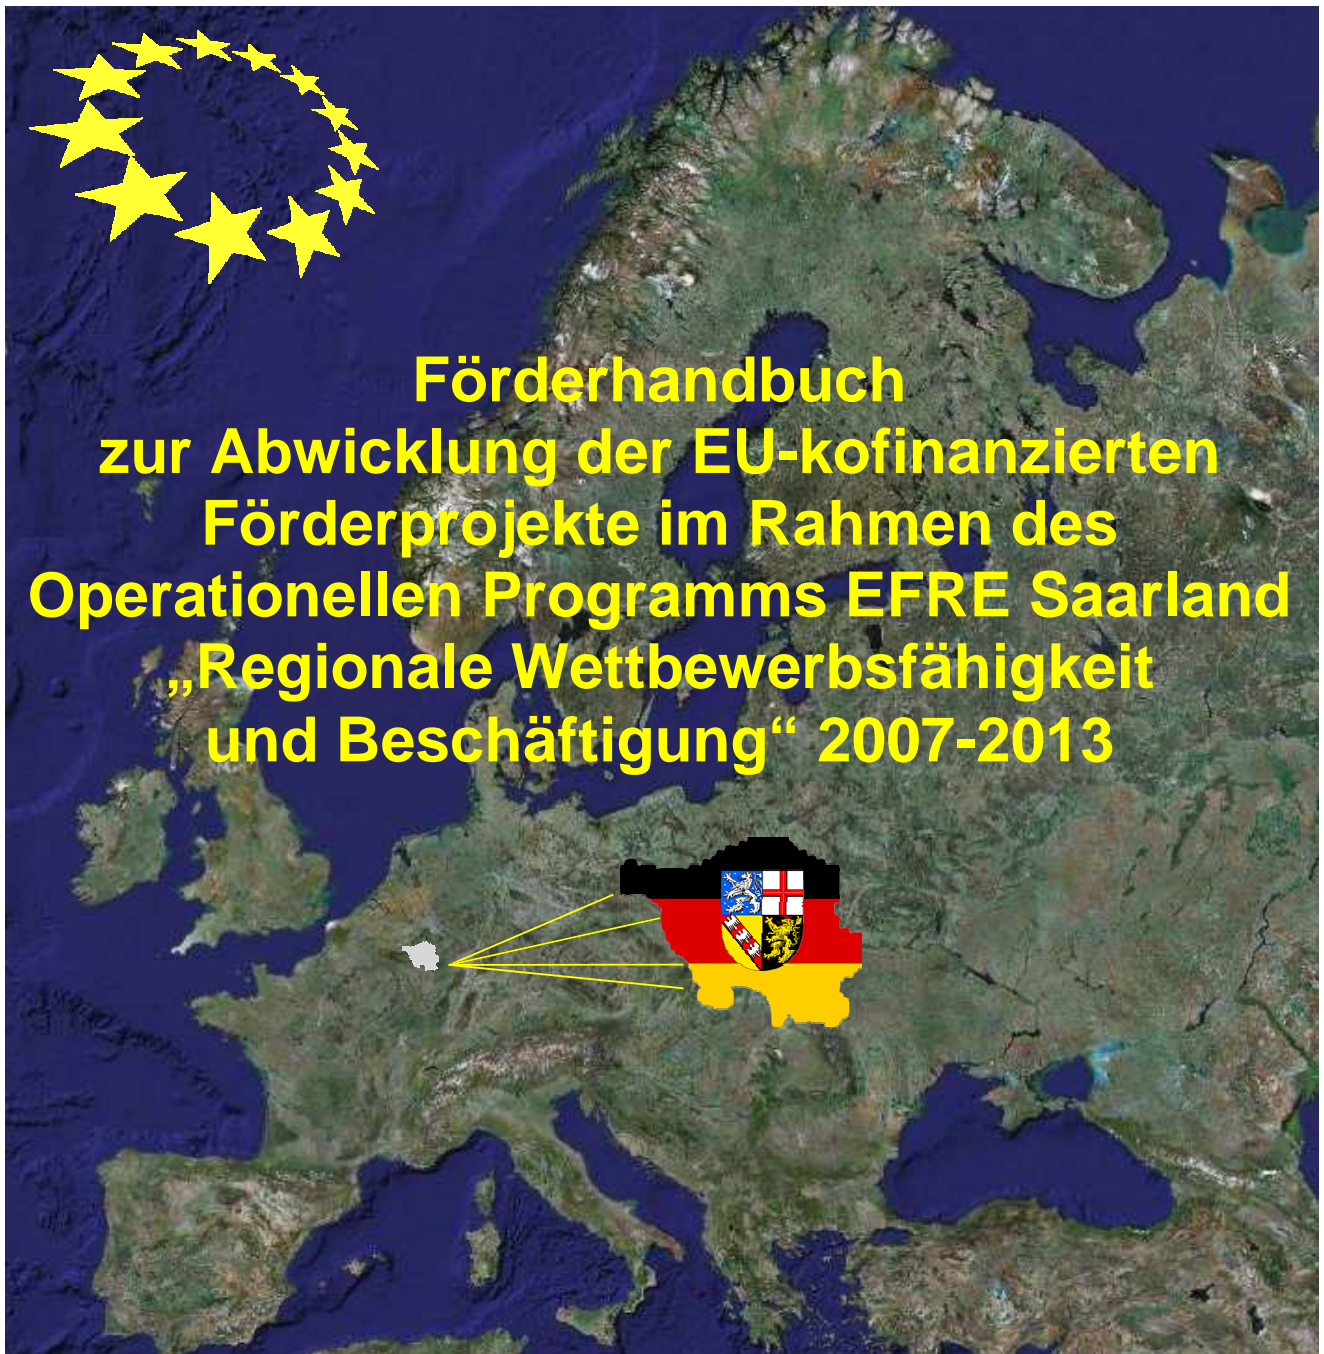 Förderhandbuch
zur Abwicklung der EU-kofinanzierten
Förderprojekte im Rahmen des
Operationellen Programms EFRE Saarland
„Regionale Wettbewerbsfähigkeit
und Beschäftigung“ 2007-2013